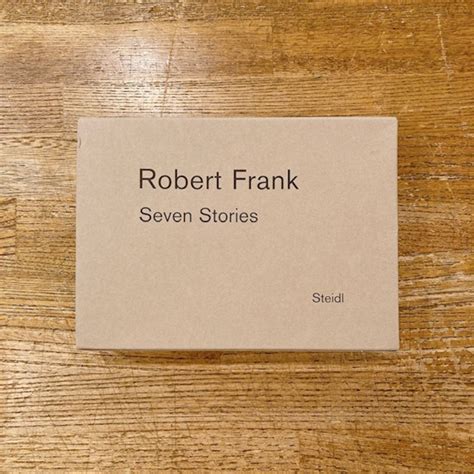 Robert Frank
Seven Stories
Steidl